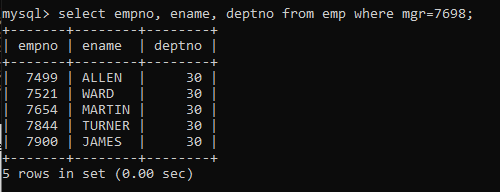 mysql> select empno, ename, deptno from emp where mgr=7698;
+-------+--------+--------+
| empno | ename  | deptno |
+-------+--------+--------+
|  7499 | ALLEN  |     30 |
|  7521 | WARD   |     30 |
|  7654 | MARTIN |     30 |
|  7844 | TURNER |     30 |
|  7900 | JAMES  |     30 |
+-------+--------+--------+
5 rows in set (0.00 sec)